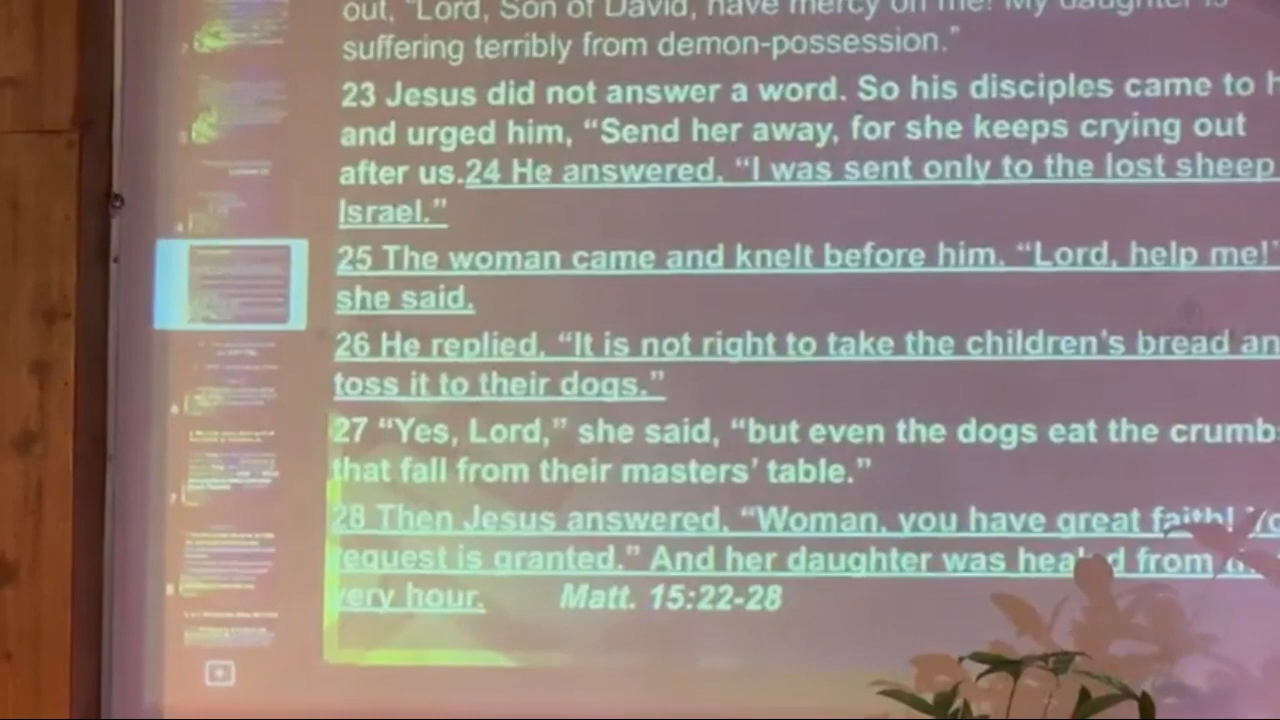 out, "Lord, Son of David, have mercy on me! My daughter is
suffering terribly from demon-possession."
23 Jesus did not answer a word. So his disciples came to
and urged him, “Send her away, for she keeps crying out
after us.24 He answered, “I was sent only to the lost sheep
Israel.”
25 The woman came and knelt before him. “Lord, help me!”
she said.
26 He replied, “It is not right to take the children’s bread
toss it to their dogs.”
27 “Yes, Lord,” she said, “but even the dogs eat the crumbs
that fall from their masters’ table.”
28 Then Jesus answered, “Woman, you have great faith!
request is granted.” And her daughter was healed from
very hour. Matt. 15:22-28